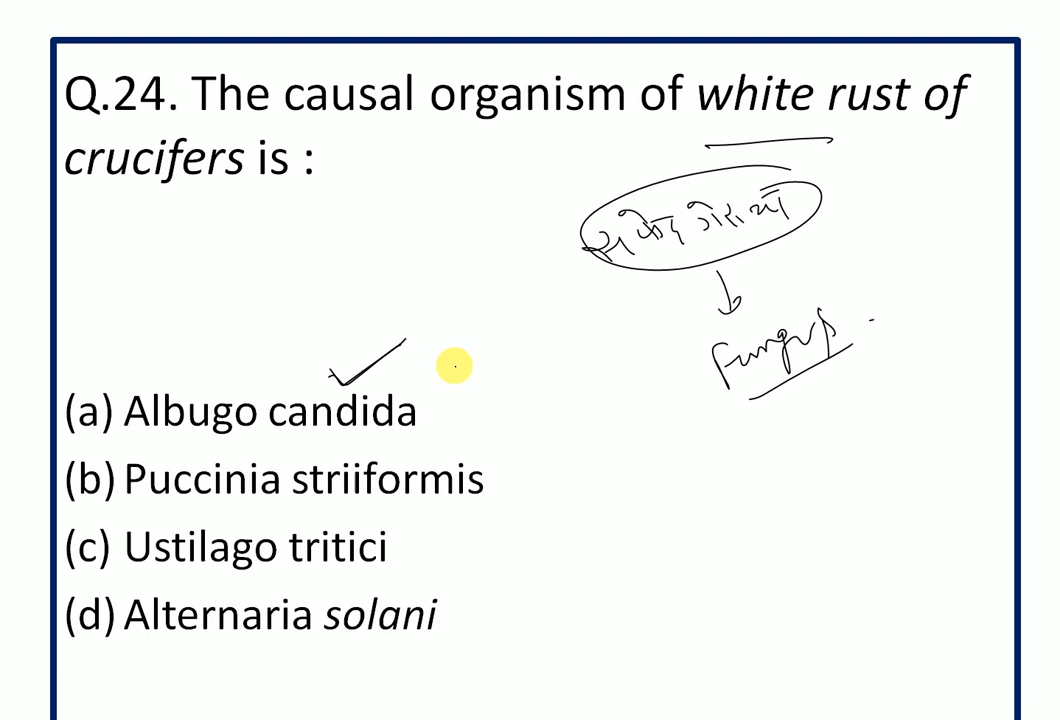 Q.24. The causal organism of white rust of
crucifers is :
सफेद गेरुआ
Fungus
(a) Albugo candida
(b) Puccinia striiformis
(c) Ustilago tritici
(d) Alternaria solani